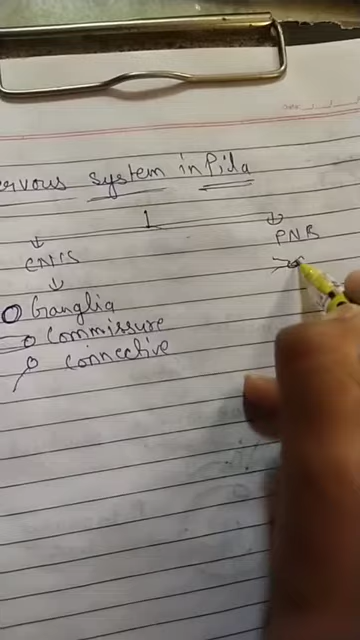 ervous system in Pila
CNS PNS
Ganglia
Commissure
Connective